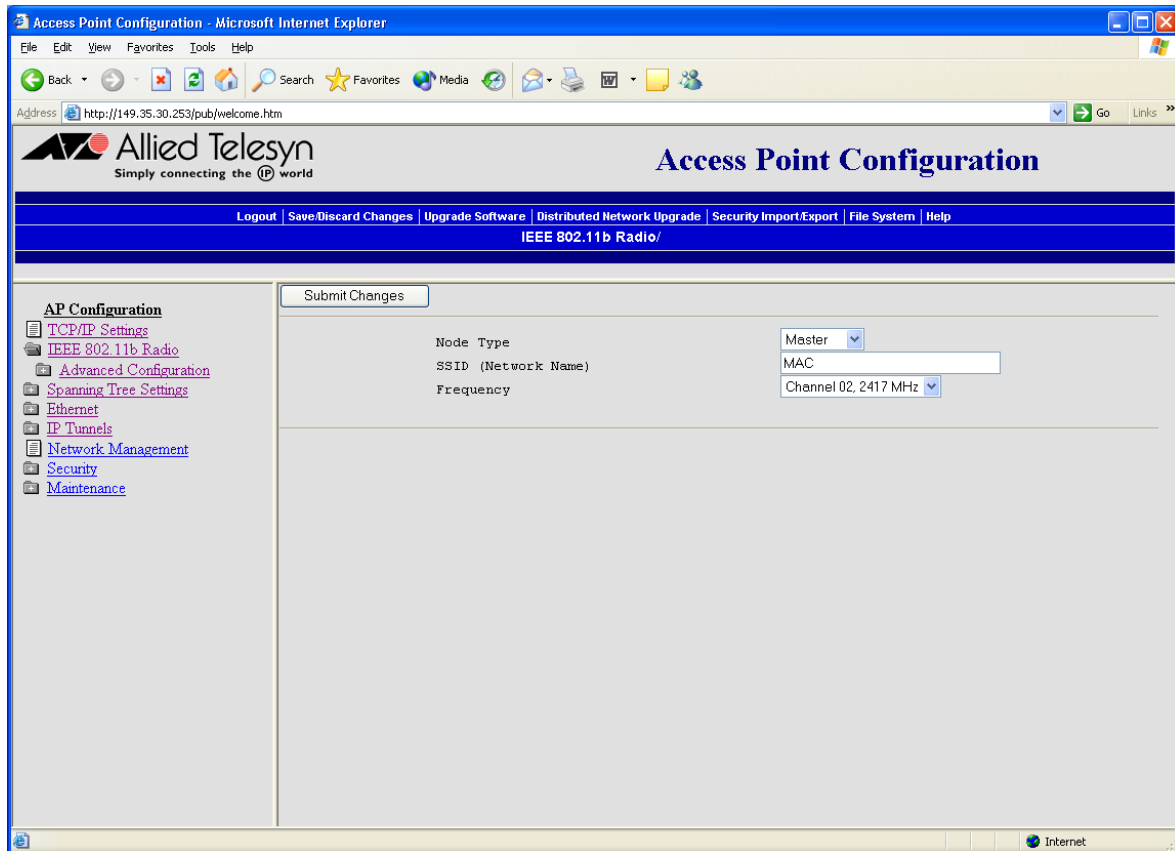 Access Point Configuration - Microsoft Internet Explorer
File Edit View Favorites Tools Help
Back Search Favorites Media
Address http://149.35.30.253/pub/welcome.htm Go Links »
Allied Telesyn
Simply connecting the IP world
Access Point Configuration
Logout | Save/Discard Changes | Upgrade Software | Distributed Network Upgrade | Security Import/Export | File System | Help
IEEE 802.11b Radio/
AP Configuration
TCP/IP Settings
IEEE 802.11b Radio
Advanced Configuration
Spanning Tree Settings
Ethernet
IP Tunnels
Network Management
Security
Maintenance
Submit Changes
Node Type Master
SSID (Network Name) MAC
Frequency Channel 02, 2417 MHz
Internet